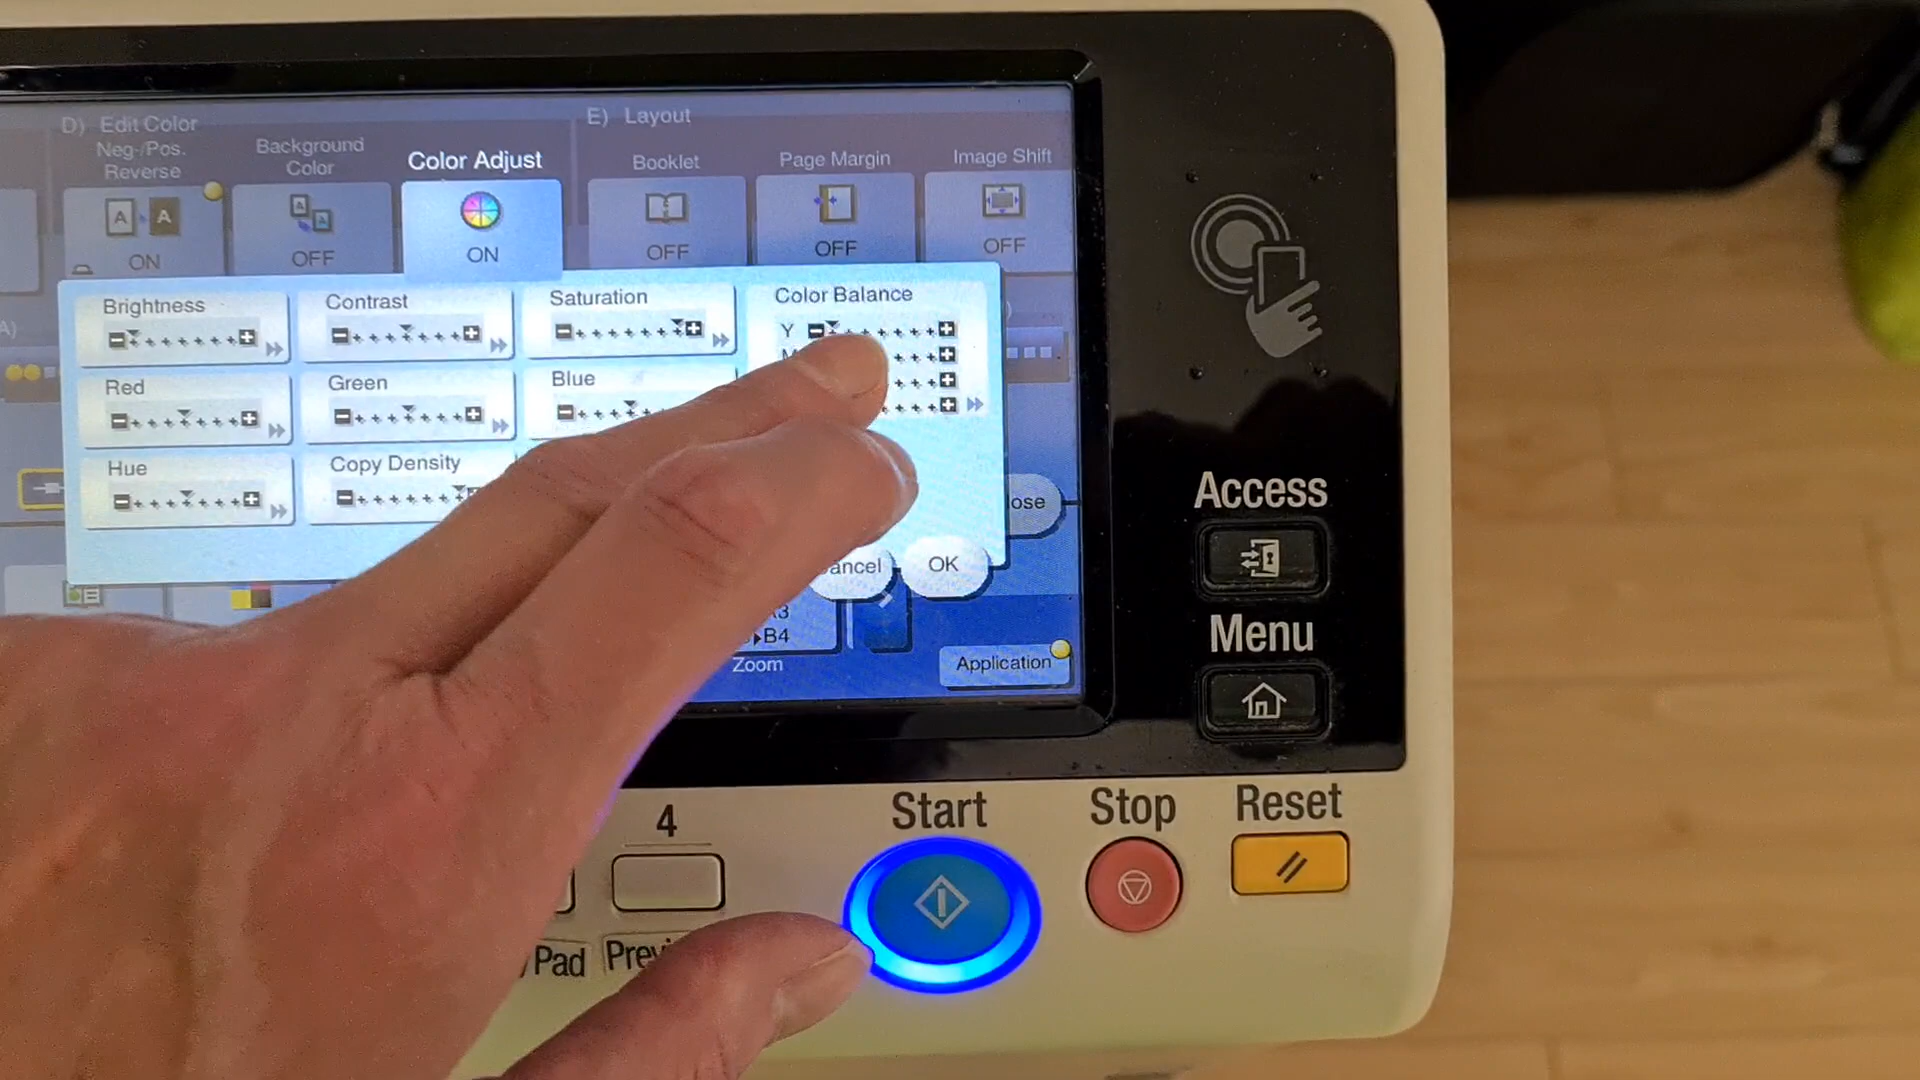 D) Edit Color
E) Layout
Neg-/Pos.
Reverse
Background
Color
Color Adjust
Booklet
Page Margin
Image Shift
A A
ON
OFF
ON
OFF
OFF
OFF
Brightness
Contrast
Saturation
Color Balance
Y
Red
Green
Blue
Hue
Copy Density
OK
B4
Zoom
Application
Access
Menu
4
Start
Stop
Reset
Pad